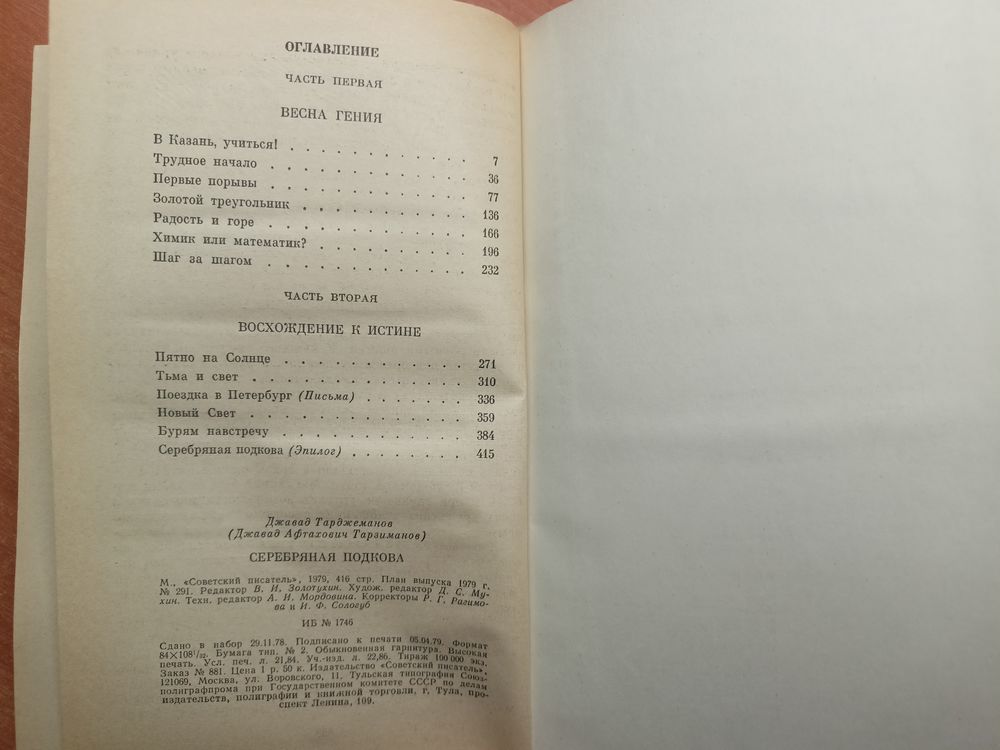 ОГЛАВЛЕНИЕ
ЧАСТЬ ПЕРВАЯ
ВЕСНА ГЕНИЯ
В Казань, учиться! . . . . . . . . . . 7
Трудное начало . . . . . . . . . . . 36
Первые порывы . . . . . . . . . . . 77
Золотой треугольник . . . . . . . . . 136
Радость и горе . . . . . . . . . . . 166
Химик или математик? . . . . . . . . 196
Шаг за шагом . . . . . . . . . . . 232
ЧАСТЬ ВТОРАЯ
ВОСХОЖДЕНИЕ К ИСТИНЕ
Пятно на Солнце . . . . . . . . . . 271
Тьма и свет . . . . . . . . . . . . 310
Поездка в Петербург (Письма) . . . . . . 336
Новый Свет . . . . . . . . . . . . 359
Бурям навстречу . . . . . . . . . . 384
Серебряная подкова (Эпилог) . . . . . . . 415
Джавад Тарджеманов
(Джавад Афтахович Тарзиманов)
СЕРЕБРЯНАЯ ПОДКОВА
М., «Советский писатель», 1979, 416 стр. План выпуска 1979 г.
№ 291. Редактор В. И. Золотухин. Худож. редактор Д. С. Му-
хин. Техн. редактор А. И. Мордовина. Корректоры Р. Г. Рагимо-
ва и И. Ф. Сологуб
ИБ № 1746
Сдано в набор 29.11.78. Подписано к печати 05.04.79. Формат
84×108¹/₃₂. Бумага тип. № 2. Обыкновенная гарнитура. Высокая
печать. Усл. печ. л. 21,84. Уч.-изд. л. 22,86. Тираж 100 000 экз.
Заказ № 881. Цена 1 р. 50 к. Издательство «Советский писатель»,
121069, Москва, ул. Воровского, 11. Тульская типография Союз-
полиграфпрома при Государственном комитете СССР по делам
издательств, полиграфии и книжной торговли, г. Тула, про-
спект Ленина, 109.